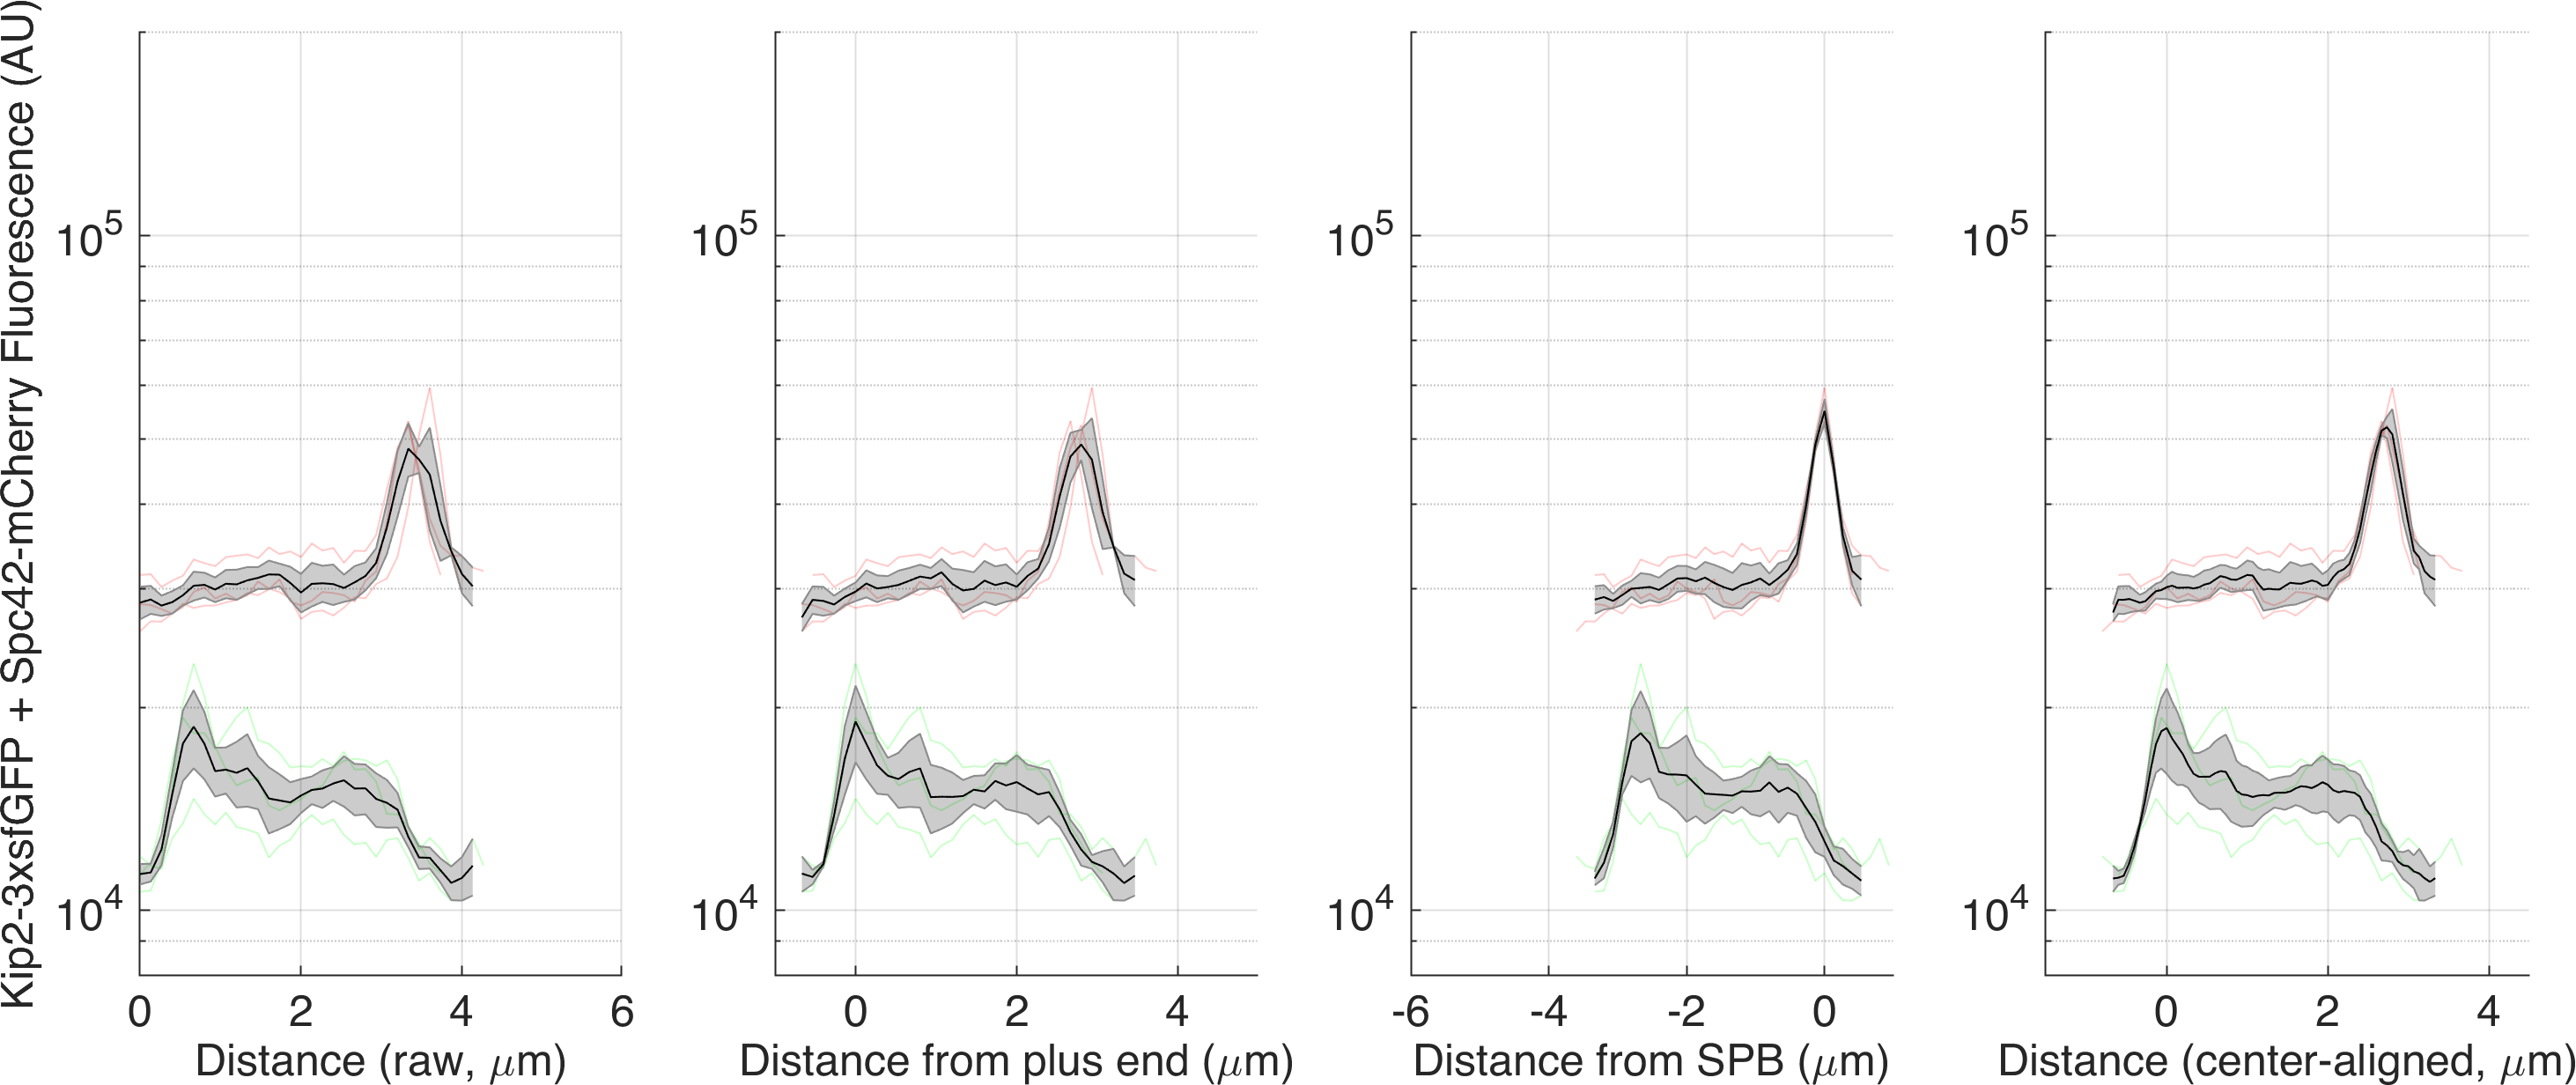 Kip2-3xsfGFP + Spc42-mCherry Fluorescence (AU)
10^5
10^4
0 2 4 6
Distance (raw, μm)
10^5
10^4
0 2 4
Distance from plus end (μm)
10^5
10^4
-6 -4 -2 0
Distance from SPB (μm)
10^5
10^4
0 2 4
Distance (center-aligned, μm)